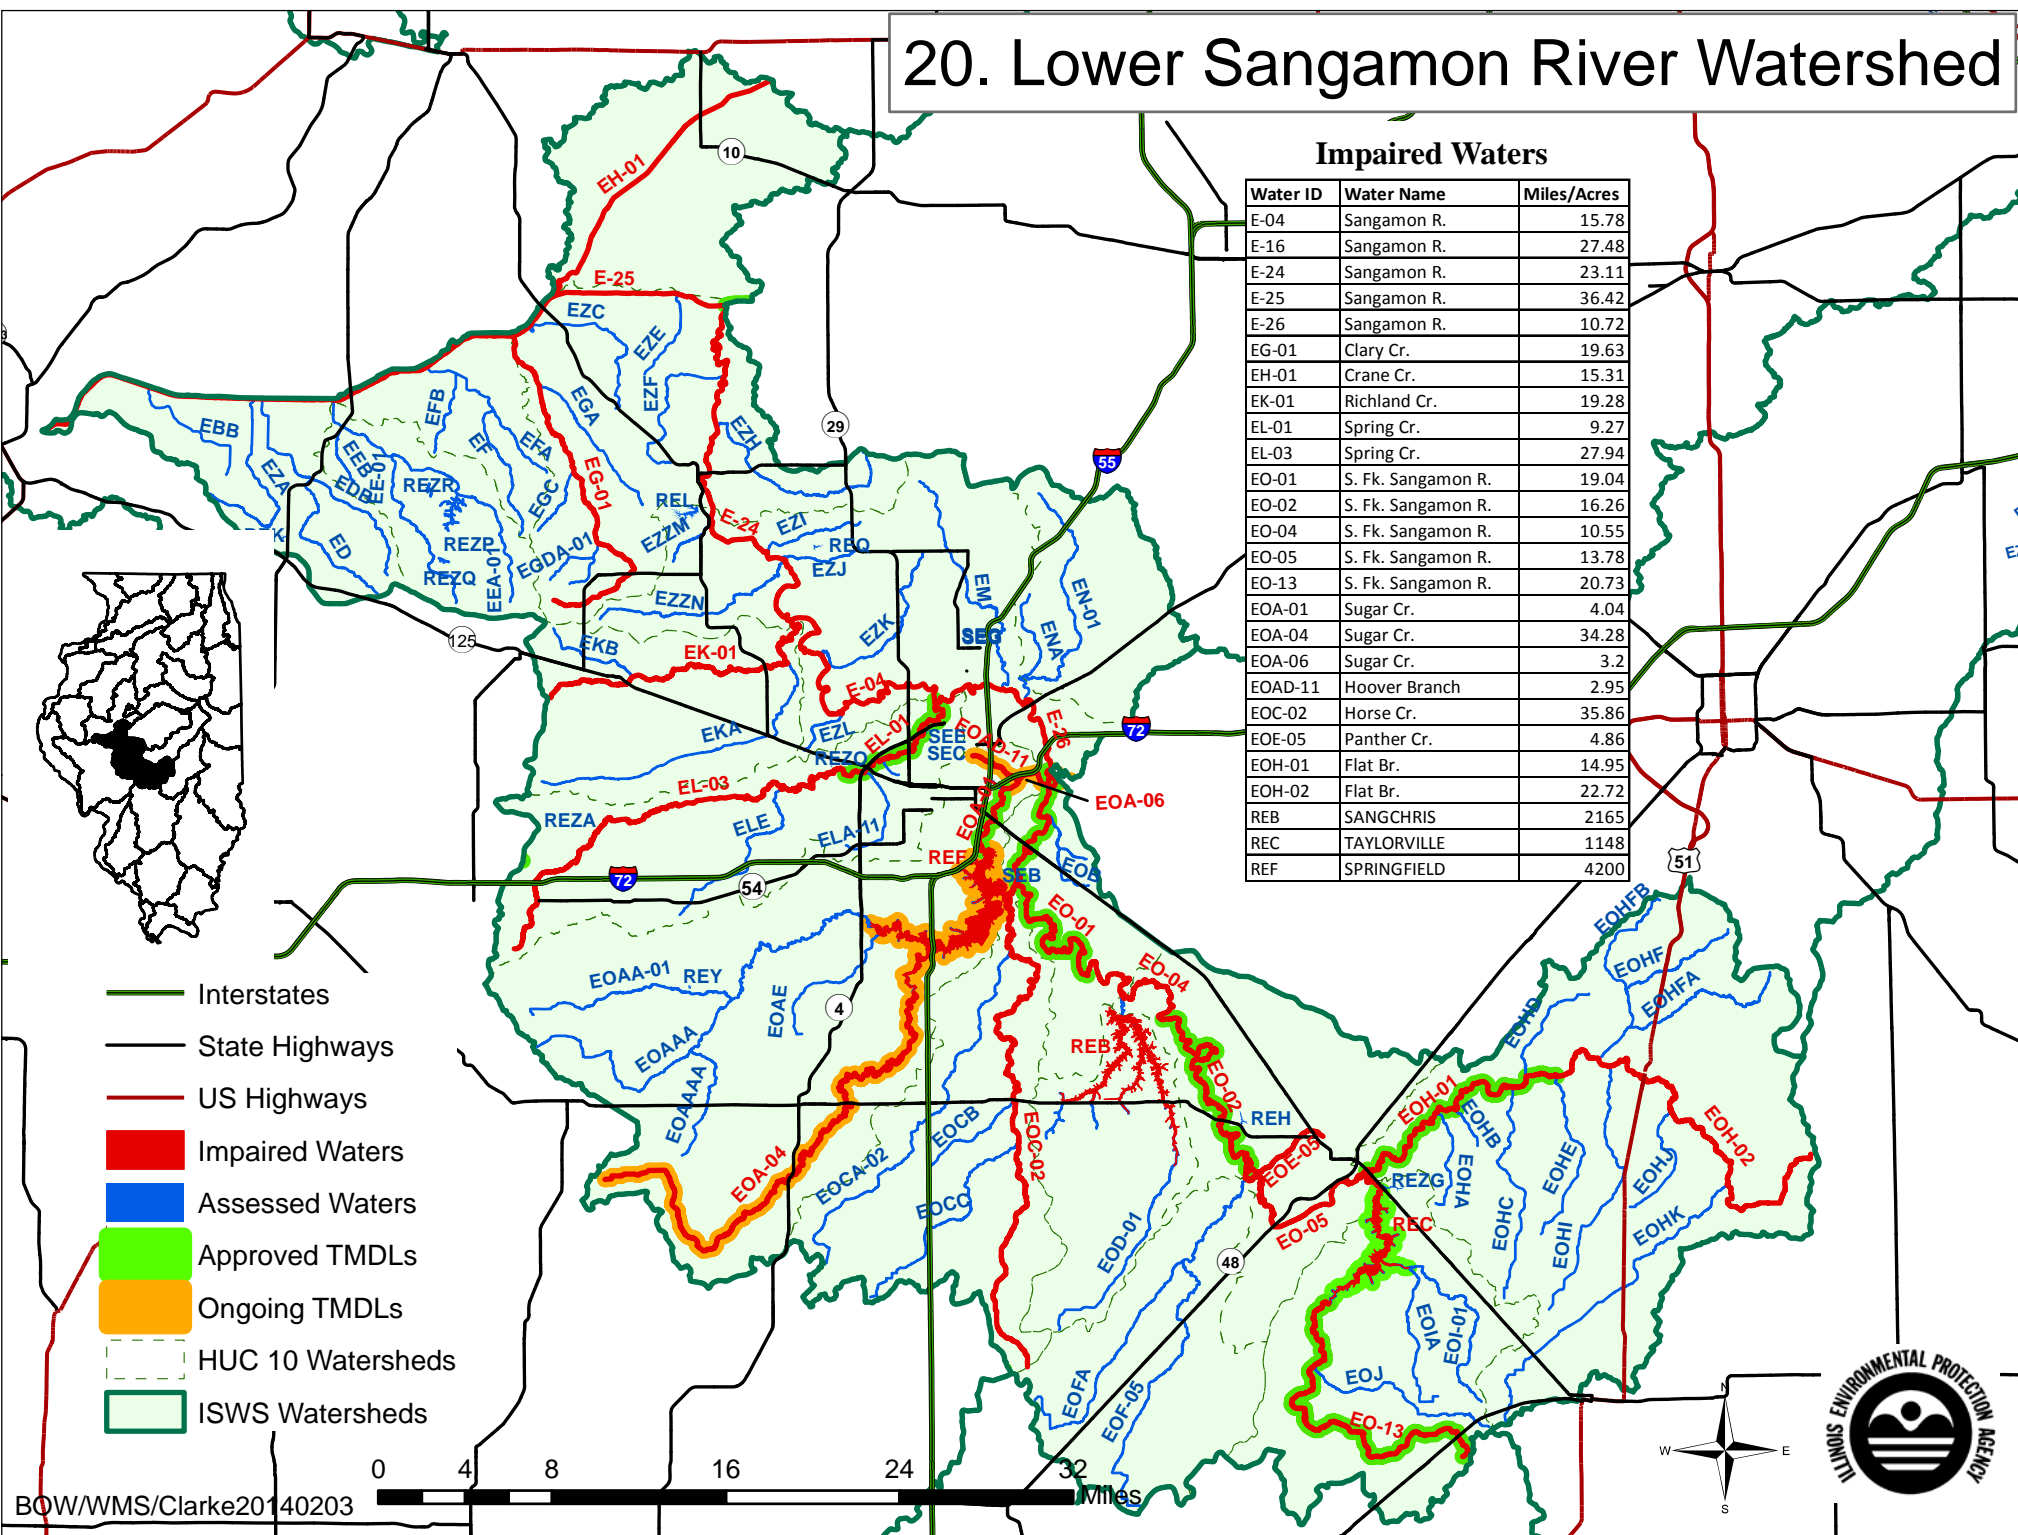 20. Lower Sangamon River Watershed
Impaired Waters
Water ID Water Name Miles/Acres
E-04 Sangamon R. 15.78
E-16 Sangamon R. 27.48
E-24 Sangamon R. 23.11
E-25 Sangamon R. 36.42
E-26 Sangamon R. 10.72
EG-01 Clary Cr. 19.63
EH-01 Crane Cr. 15.31
EK-01 Richland Cr. 19.28
EL-01 Spring Cr. 9.27
EL-03 Spring Cr. 27.94
EO-01 S. Fk. Sangamon R. 19.04
EO-02 S. Fk. Sangamon R. 16.26
EO-04 S. Fk. Sangamon R. 10.55
EO-05 S. Fk. Sangamon R. 13.78
EO-13 S. Fk. Sangamon R. 20.73
EOA-01 Sugar Cr. 4.04
EOA-04 Sugar Cr. 34.28
EOA-06 Sugar Cr. 3.2
EOAD-11 Hoover Branch 2.95
EOC-02 Horse Cr. 35.86
EOE-05 Panther Cr. 4.86
EOH-01 Flat Br. 14.95
EOH-02 Flat Br. 22.72
REB SANGCHRIS 2165
REC TAYLORVILLE 1148
REF SPRINGFIELD 4200
10
EH-01
E-25
EZC
EZE
EZF
EZH
29
55
EBB
EFB
EGA
EF
EFA
EZA
EEB
EE-01
EDB
REZR
EG-01
EGC
REL
E-24
EZI
REQ
EZJ
EZZM
ED
REZP
REZQ
EEA-01
EGDA-01
EZZN
EM
EN-01
ENA
EZK
SEG
125
EKB
EK-01
E-04
E-26
EKA
EZL
EL-01
SEE
SEC
EOAD-11
72
REZO
EL-03
EOA-06
REZA
ELE
ELA-11
REF
SEB
EOB
72
54
51
EO-01
EOHFB
EOHF
EOHFA
EO-04
EOAA-01
REY
EOAE
4
EOHD
EOAAA
REB
EO-02
EOAAAA
REH
EOH-01
EOHB
EOCB
EOC-02
EOE-05
EOH-02
EOHE
EOHJ
EOA-04
EOCA-02
REZG
EOHA
EOCC
EOD-01
EO-05
REC
EOHC
EOHI
EOHK
48
EOIA
EOI-01
EOJ
EOFA
EOF-05
EO-13
Interstates
State Highways
US Highways
Impaired Waters
Assessed Waters
Approved TMDLs
Ongoing TMDLs
HUC 10 Watersheds
ISWS Watersheds
0 4 8 16 24 32
Miles
BOW/WMS/Clarke20140203
N
W E
S
ILLINOIS ENVIRONMENTAL PROTECTION AGENCY